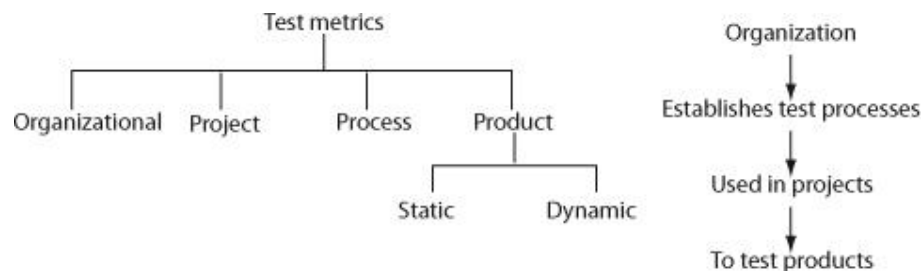 Test metrics
Organizational Project Process Product
Static Dynamic
Organization
Establishes test processes
Used in projects
To test products